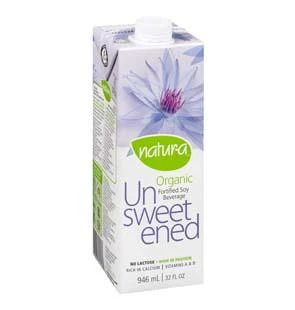 natur·a
Organic
Fortified Soy
Beverage
Un
sweet
ened
NO LACTOSE • HIGH IN PROTEIN
RICH IN CALCIUM | VITAMINS A & B
946 mL | 32 FL OZ